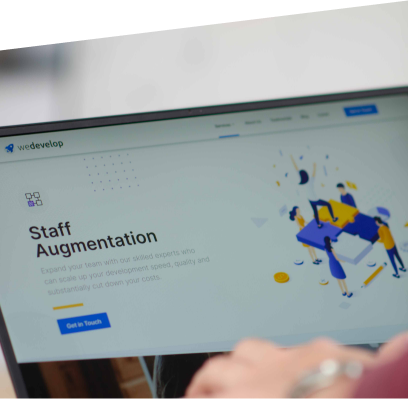 wedevelop
Staff
Augmentation
Expand your team with our skilled experts who
can scale up your development speed, quality and
substantially cut down your costs.
Get in Touch